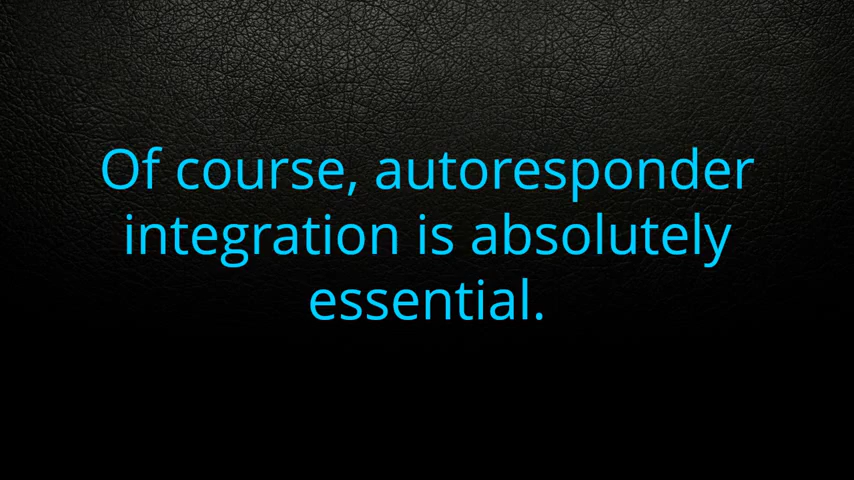 Of course, autoresponder
integration is absolutely
essential.